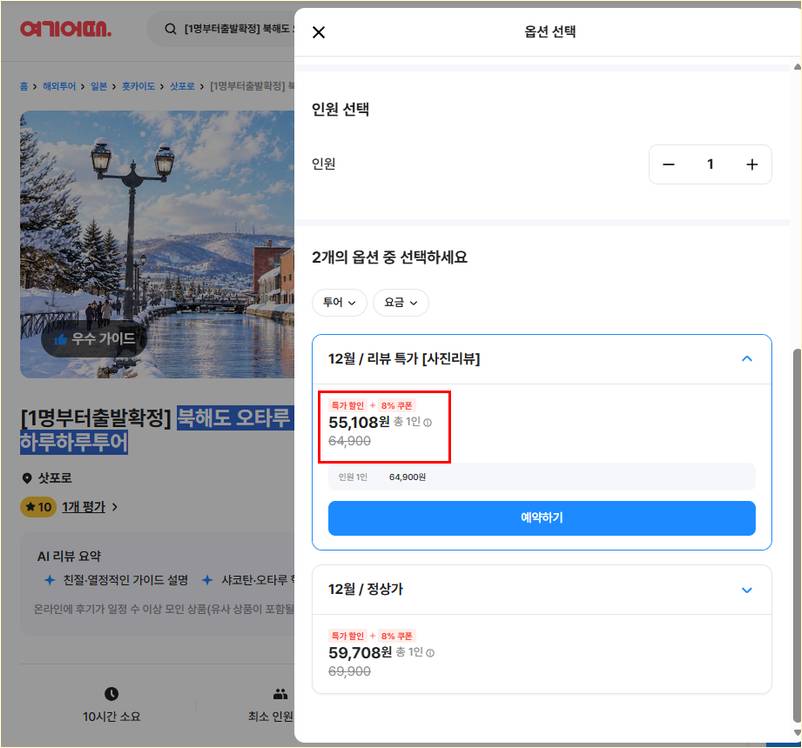 여기어때.
[1명부터출발확정] 북해도
홈 > 해외투어 > 일본 > 홋카이도 > 삿포로 > [1명부터출발확정]
우수 가이드
[1명부터출발확정] 북해도 오타루
하루하루투어
삿포로
10 1개 평가 >
AI 리뷰 요약
친절·열정적인 가이드 설명 샤코탄·오타루
온라인에 후기가 일정 수 이상 모인 상품(유사 상품이 포함될
10시간 소요
최소 인원
옵션 선택
인원 선택
인원
1
2개의 옵션 중 선택하세요
투어
요금
12월 / 리뷰 특가 [사진리뷰]
특가 할인 + 8% 쿠폰
55,108원 총 1인
64,900
인원 1인 64,900원
예약하기
12월 / 정상가
특가 할인 + 8% 쿠폰
59,708원 총 1인
69,900